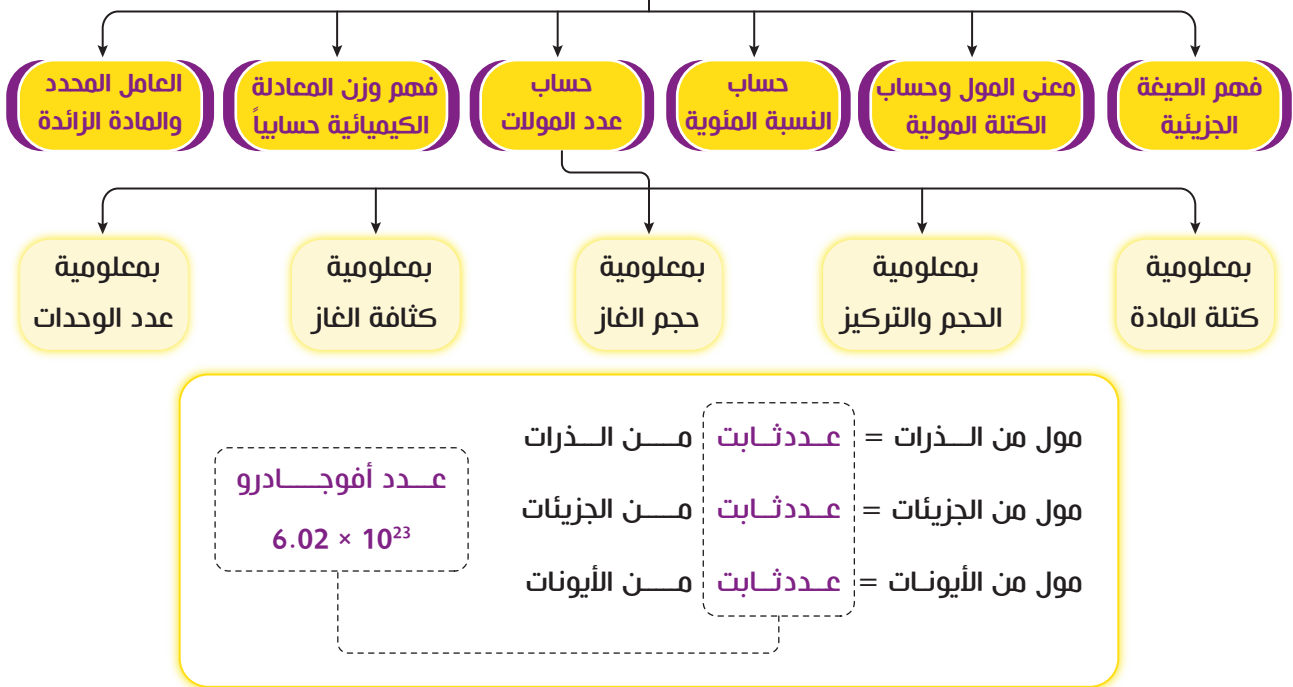 فهم الصيغة
الجزيئية
معنى المول وحساب
الكتلة المولية
حساب
النسبة المئوية
حساب
عدد المولات
فهم وزن المعادلة
الكيميائية حسابياً
العامل المحدد
والمادة الزائدة
بمعلومية
كتلة المادة
بمعلومية
الحجم والتركيز
بمعلومية
حجم الغاز
بمعلومية
كثافة الغاز
بمعلومية
عدد الوحدات
مول من الــذرات = عــددثــابت مــــن الــذرات
مول من الجزيئات = عــددثــابت مــــن الجزيئات
مول من الأيونـات = عــددثــابت مــــن الأيونات
عـــدد أفوجـــــادرو
6.02 × 10²³